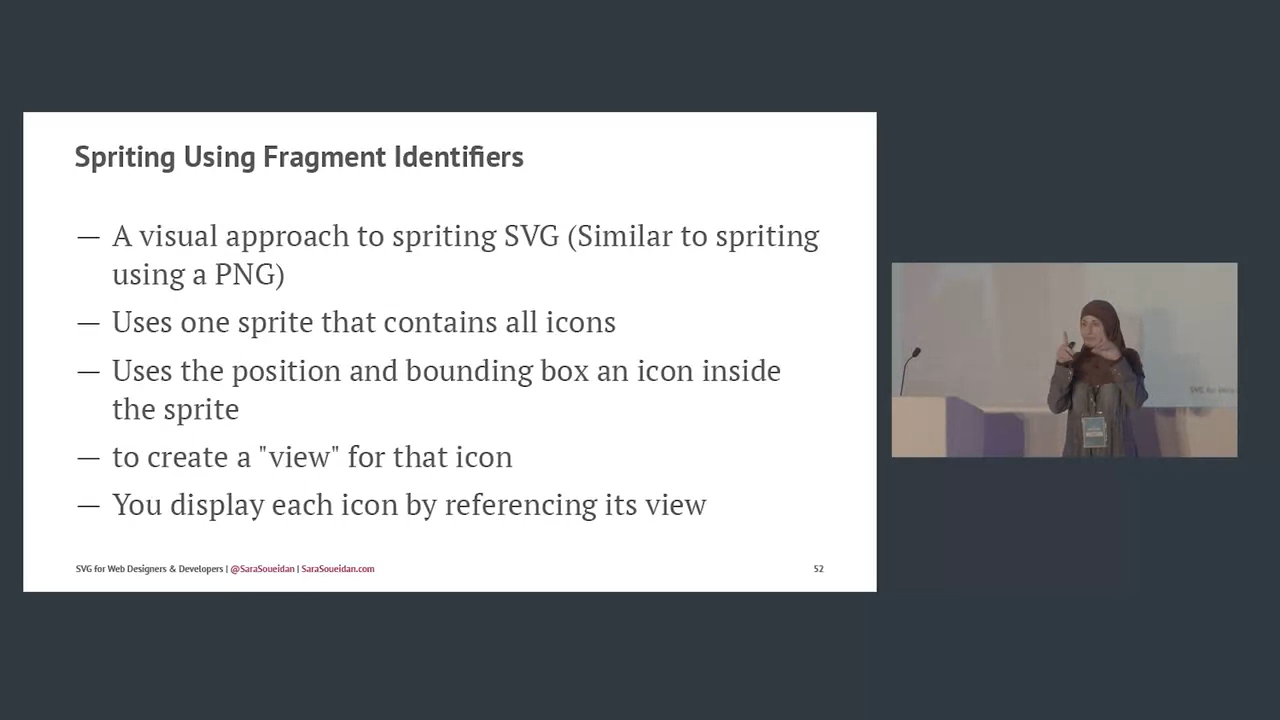 Spriting Using Fragment Identifiers
— A visual approach to spriting SVG (Similar to spriting
using a PNG)
— Uses one sprite that contains all icons
— Uses the position and bounding box an icon inside
the sprite
— to create a "view" for that icon
— You display each icon by referencing its view
SVG for Web Designers & Developers | @SaraSoueidan | SaraSoueidan.com
52
SVG for